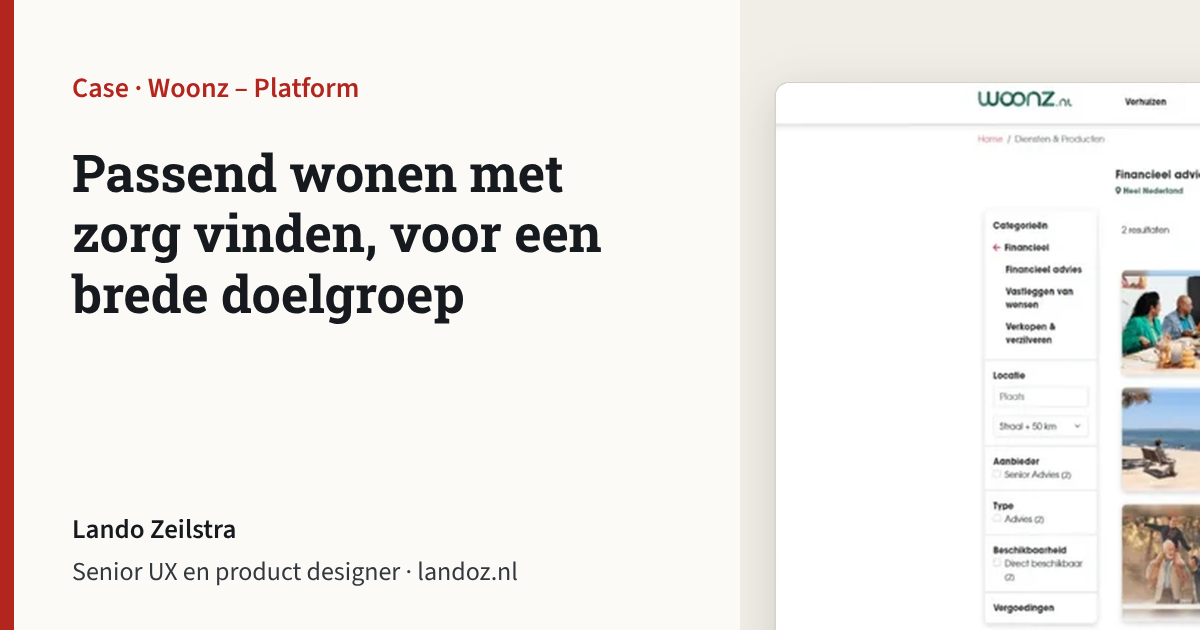 Case · Woonz – Platform
Passend wonen met
zorg vinden, voor een
brede doelgroep
Lando Zeilstra
Senior UX en product designer · landoz.nl
woonz.nl
Verhuizen
Home / Diensten & Producten
Financieel advi
Heel Nederland
Categorieën
2 resultaten
← Financieel
Financieel advies
Vastleggen van
wensen
Verkopen &
verzilveren
Locatie
Plaats
Straal + 50 km
Aanbieder
Senior Advies (2)
Type
Advies (2)
Beschikbaarheid
Direct beschikbaar
(2)
Vergoedingen